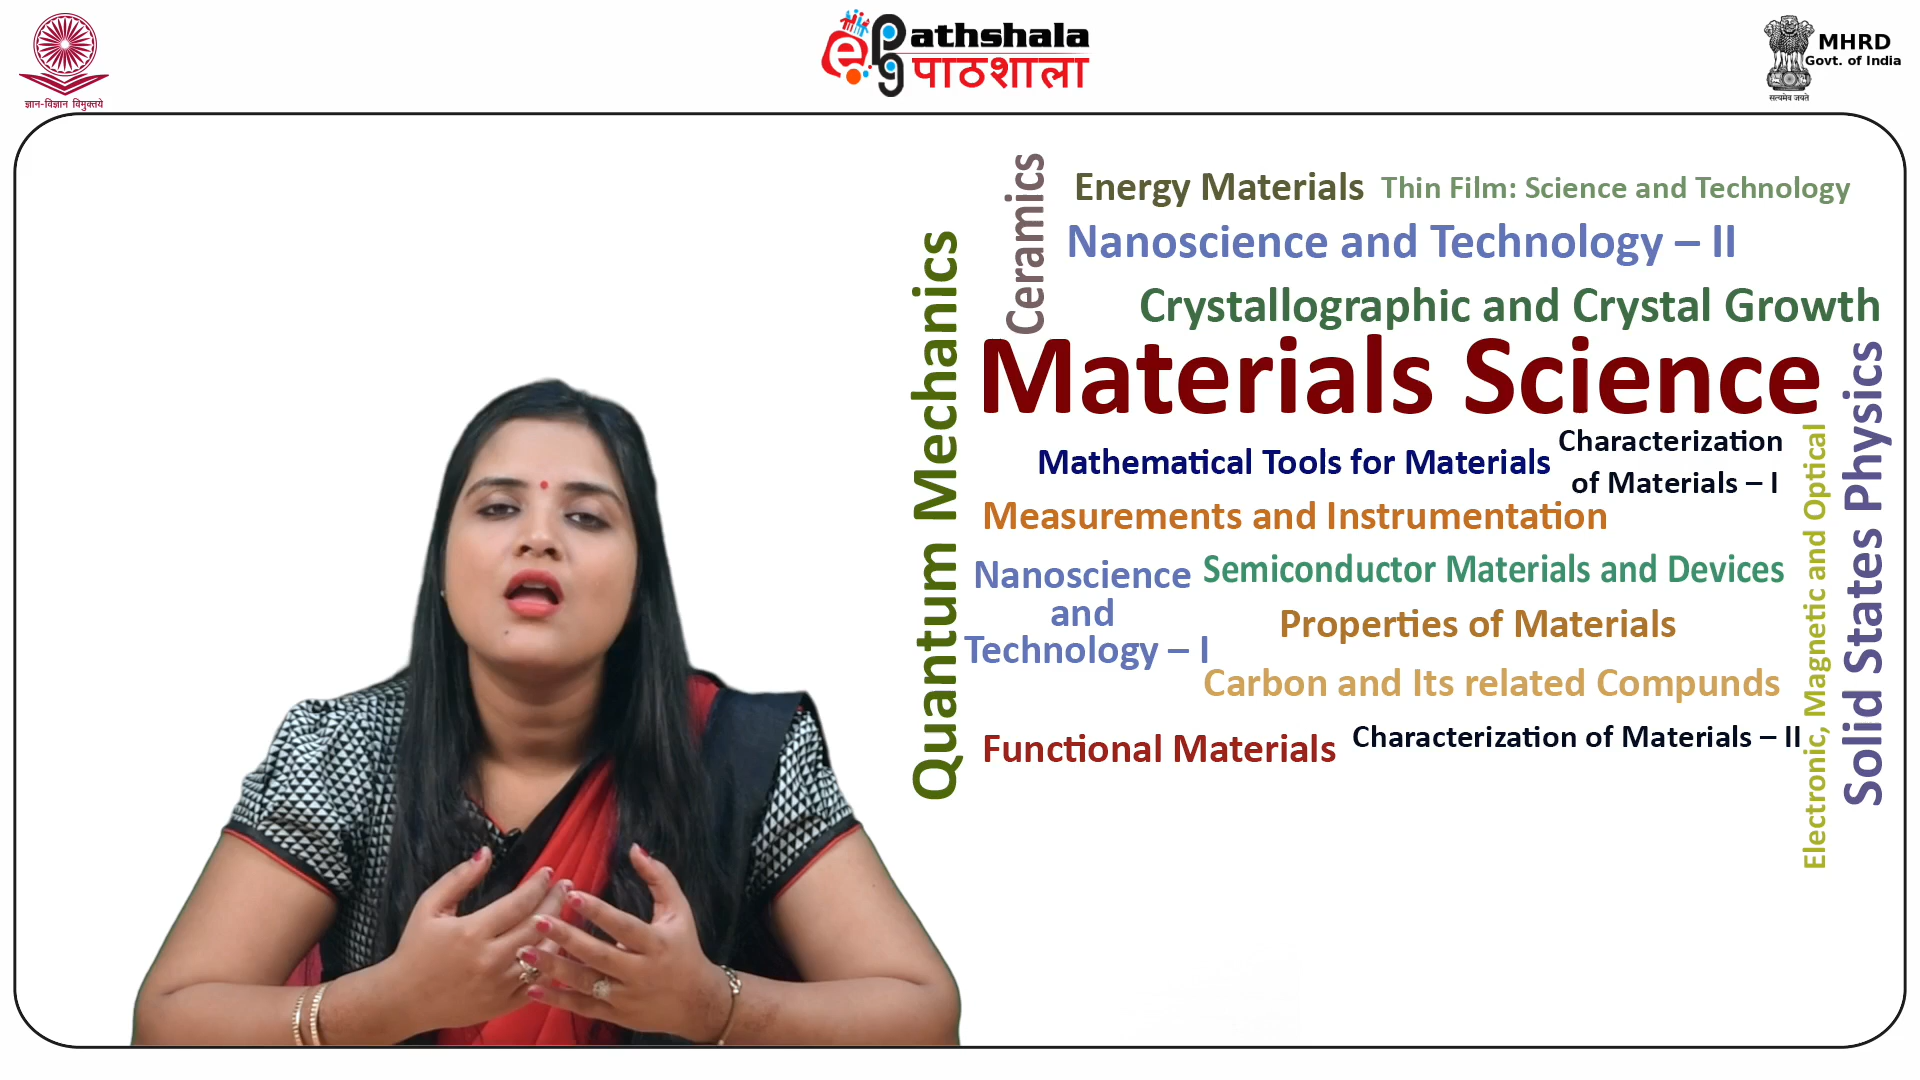 ज्ञान-विज्ञान विमुक्तये
ePathshala
पाठशाला
MHRD
Govt. of India
सत्यमेव जयते
Ceramics
Energy Materials
Thin Film: Science and Technology
Nanoscience and Technology – II
Crystallographic and Crystal Growth
Quantum Mechanics
Materials Science
Mathematical Tools for Materials
Characterization
of Materials – I
Measurements and Instrumentation
Nanoscience
and
Technology – I
Semiconductor Materials and Devices
Properties of Materials
Carbon and Its related Compunds
Functional Materials
Characterization of Materials – II
Electronic, Magnetic and Optical
Solid States Physics